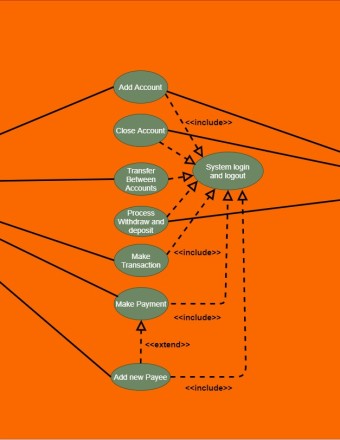 Add Account
<<include>>
Close Account
System login
and logout
Transfer
Between
Accounts
Process
Withdraw and
deposit
Make
Transaction
<<include>>
Make Payment
<<include>>
<<extend>>
Add new Payee
<<include>>